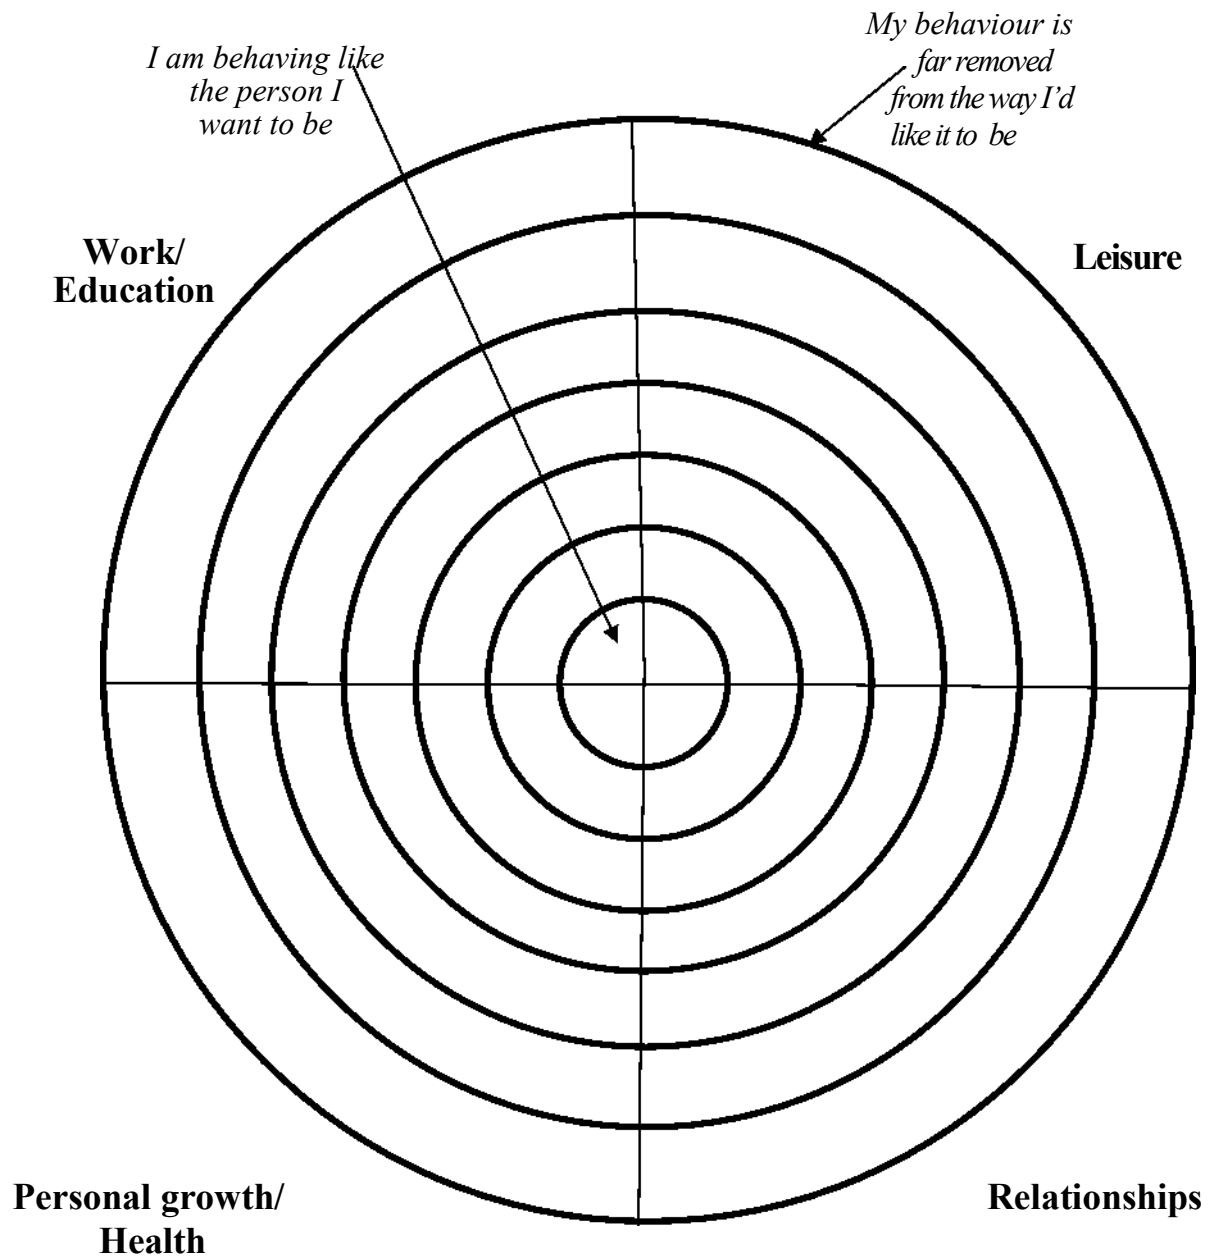 I am behaving like
the person I
want to be
My behaviour is
far removed
from the way I’d
like it to be
Work/
Education
Leisure
Personal growth/
Health
Relationships